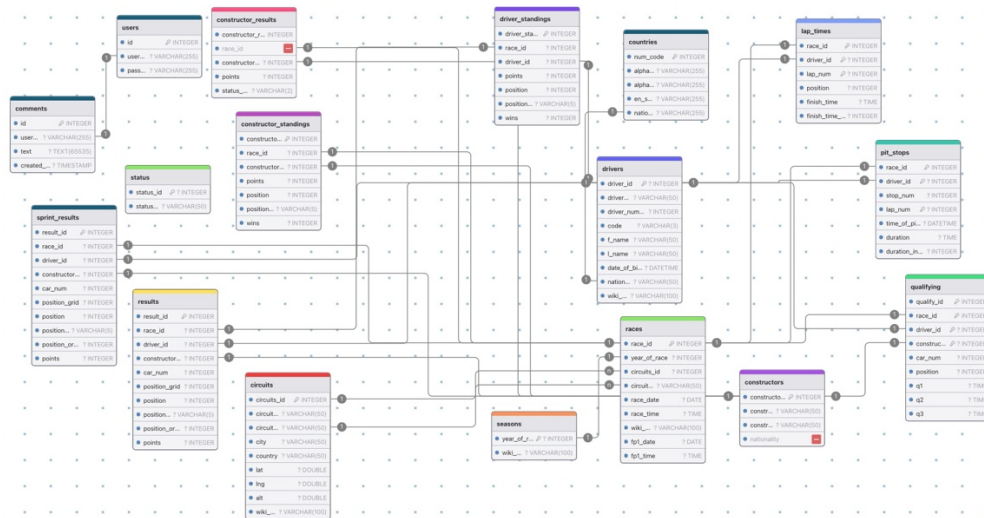 users
id ? INTEGER
user... ? VARCHAR(255)
pass... ? VARCHAR(255)
constructor_results
constructor_r... INTEGER
race_id
constructor... ? INTEGER
points ? INTEGER
status_... ? VARCHAR(2)
driver_standings
driver_sta... ? INTEGER
race_id ? INTEGER
driver_id ? INTEGER
points ? INTEGER
position ? INTEGER
position... ? VARCHAR(5)
wins ? INTEGER
countries
num_code ? INTEGER
alpha... ? VARCHAR(255)
alpha... ? VARCHAR(255)
en_s... ? VARCHAR(255)
natio... ? VARCHAR(255)
lap_times
race_id ? INTEGER
driver_id ? INTEGER
lap_num ? INTEGER
position ? INTEGER
finish_time ? TIME
finish_time_... ? INTEGER
comments
id ? INTEGER
user... ? VARCHAR(255)
text ? TEXT(65535)
created_... ? TIMESTAMP
constructor_standings
constructo... ? INTEGER
race_id ? INTEGER
constructor... ? INTEGER
points ? INTEGER
position ? INTEGER
position... ? VARCHAR(5)
wins ? INTEGER
status
status_id ? INTEGER
status... ? VARCHAR(50)
drivers
driver_id ? INTEGER
driver... ? VARCHAR(50)
driver_num... ? INTEGER
code ? VARCHAR(3)
f_name ? VARCHAR(50)
l_name ? VARCHAR(50)
date_of_bi... ? DATETIME
nation... ? VARCHAR(50)
wiki_... ? VARCHAR(100)
pit_stops
race_id ? INTEGER
driver_id ? INTEGER
stop_num ? INTEGER
lap_num ? INTEGER
time_of_pi... ? DATETIME
duration ? TIME
duration_in... ? INTEGER
sprint_results
result_id ? INTEGER
race_id ? INTEGER
driver_id ? INTEGER
constructor... ? INTEGER
car_num ? INTEGER
position_grid ? INTEGER
position ? INTEGER
position... ? VARCHAR(5)
position_or... ? INTEGER
points ? INTEGER
results
result_id ? INTEGER
race_id ? INTEGER
driver_id ? INTEGER
constructor... ? INTEGER
car_num ? INTEGER
position_grid ? INTEGER
position ? INTEGER
position... ? VARCHAR(5)
position_or... ? INTEGER
points ? INTEGER
qualifying
qualify_id ? INTEGER
race_id ? INTEGER
driver_id ? INTEGER
construc... ? INTEGER
car_num ? INTEGER
position ? INTEGER
q1 ? TIME
q2 ? TIME
q3 ? TIME
races
race_id ? INTEGER
year_of_race ? INTEGER
circuits_id ? INTEGER
circuit... ? VARCHAR(50)
race_date ? DATE
race_time ? TIME
wiki_... ? VARCHAR(100)
fp1_date ? DATE
fp1_time ? TIME
circuits
circuits_id ? INTEGER
circuit... ? VARCHAR(50)
circuit... ? VARCHAR(50)
city ? VARCHAR(50)
country ? VARCHAR(50)
lat ? DOUBLE
lng ? DOUBLE
alt ? DOUBLE
wiki_... ? VARCHAR(100)
constructors
constructo... ? INTEGER
constr... ? VARCHAR(50)
constr... ? VARCHAR(50)
nationality
seasons
year_of_r... ? INTEGER
wiki_... ? VARCHAR(100)